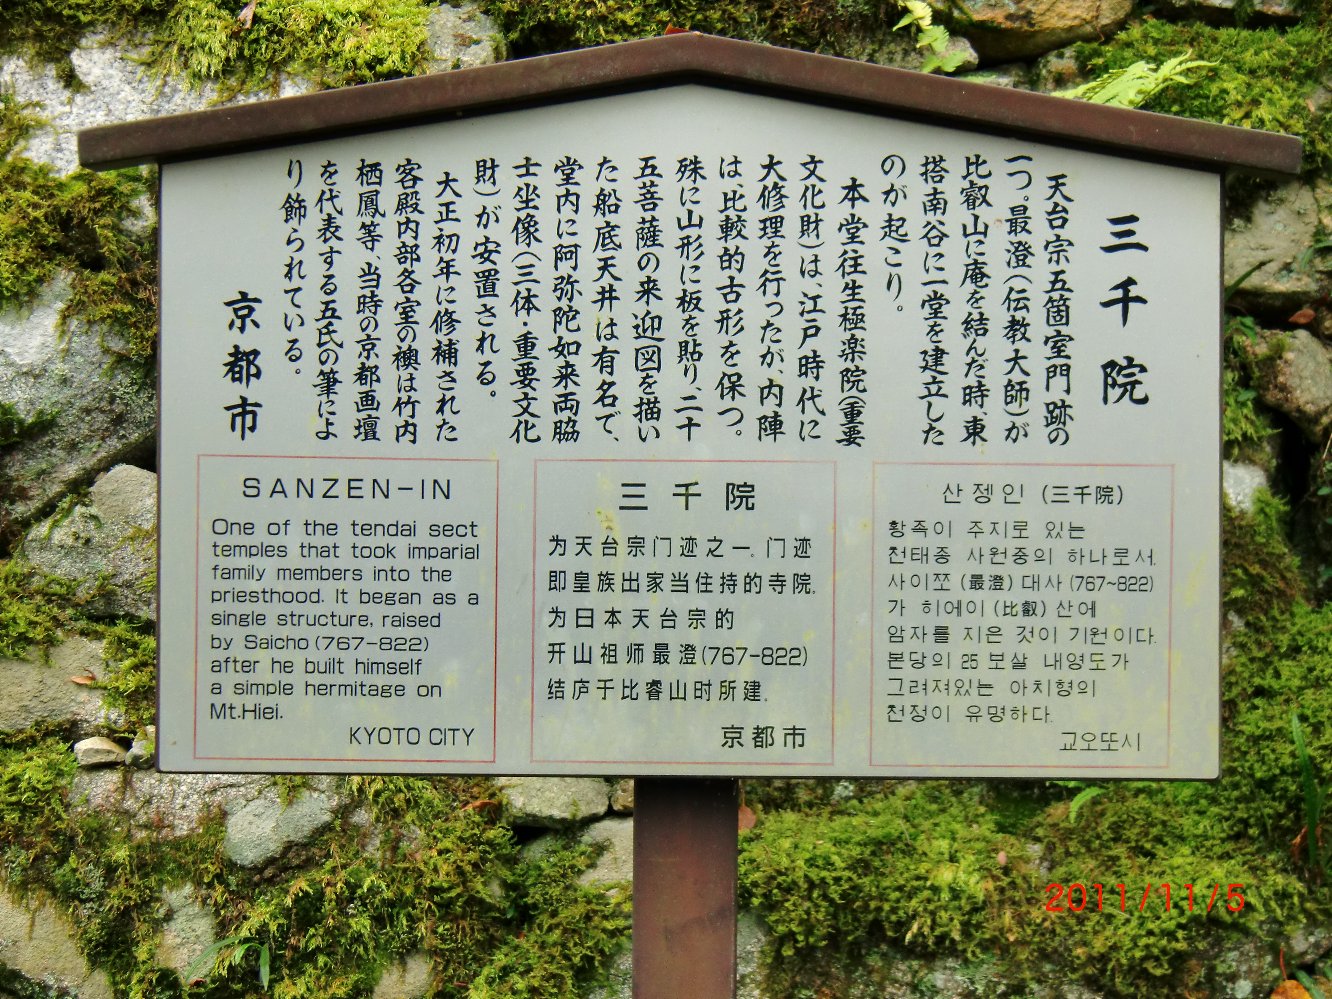 三千院
天台宗五箇室門跡の
一つ。最澄(伝教大師)が
比叡山に庵を結んだ時、東
搭南谷に一堂を建立した
のが起こり。
本堂往生極楽院(重要
文化財)は、江戸時代に
大修理を行ったが、内陣
は、比較的古形を保つ。
殊に山形に板を貼り、二十
五菩薩の来迎図を描い
た船底天井は有名で、
堂内に阿弥陀如来両脇
士坐像(三体・重要文化
財)が安置される。
大正初年に修補された
客殿内部各室の襖は竹内
栖鳳等、当時の京都画壇
を代表する五氏の筆によ
り飾られている。
京都市
SANZEN-IN
One of the tendai sect
temples that took imparial
family members into the
priesthood. It began as a
single structure, raised
by Saicho (767-822)
after he built himself
a simple hermitage on
Mt.Hiei.
KYOTO CITY
三千院
为天台宗门迹之一。门迹
即皇族出家当住持的寺院。
为日本天台宗的
开山祖师最澄(767-822)
结庐于比睿山时所建。
京都市
산젱인 (三千院)
황족이 주지로 있는
천태종 사원중의 하나로서.
사이쪼 (最澄) 대사 (767~822)
가 히에이 (比叡) 산에
암자를 지은 것이 기원이다.
본당의 25 보살 내영도가
그려져있는 아치형의
천정이 유명하다.
교오또시
2011/11/5